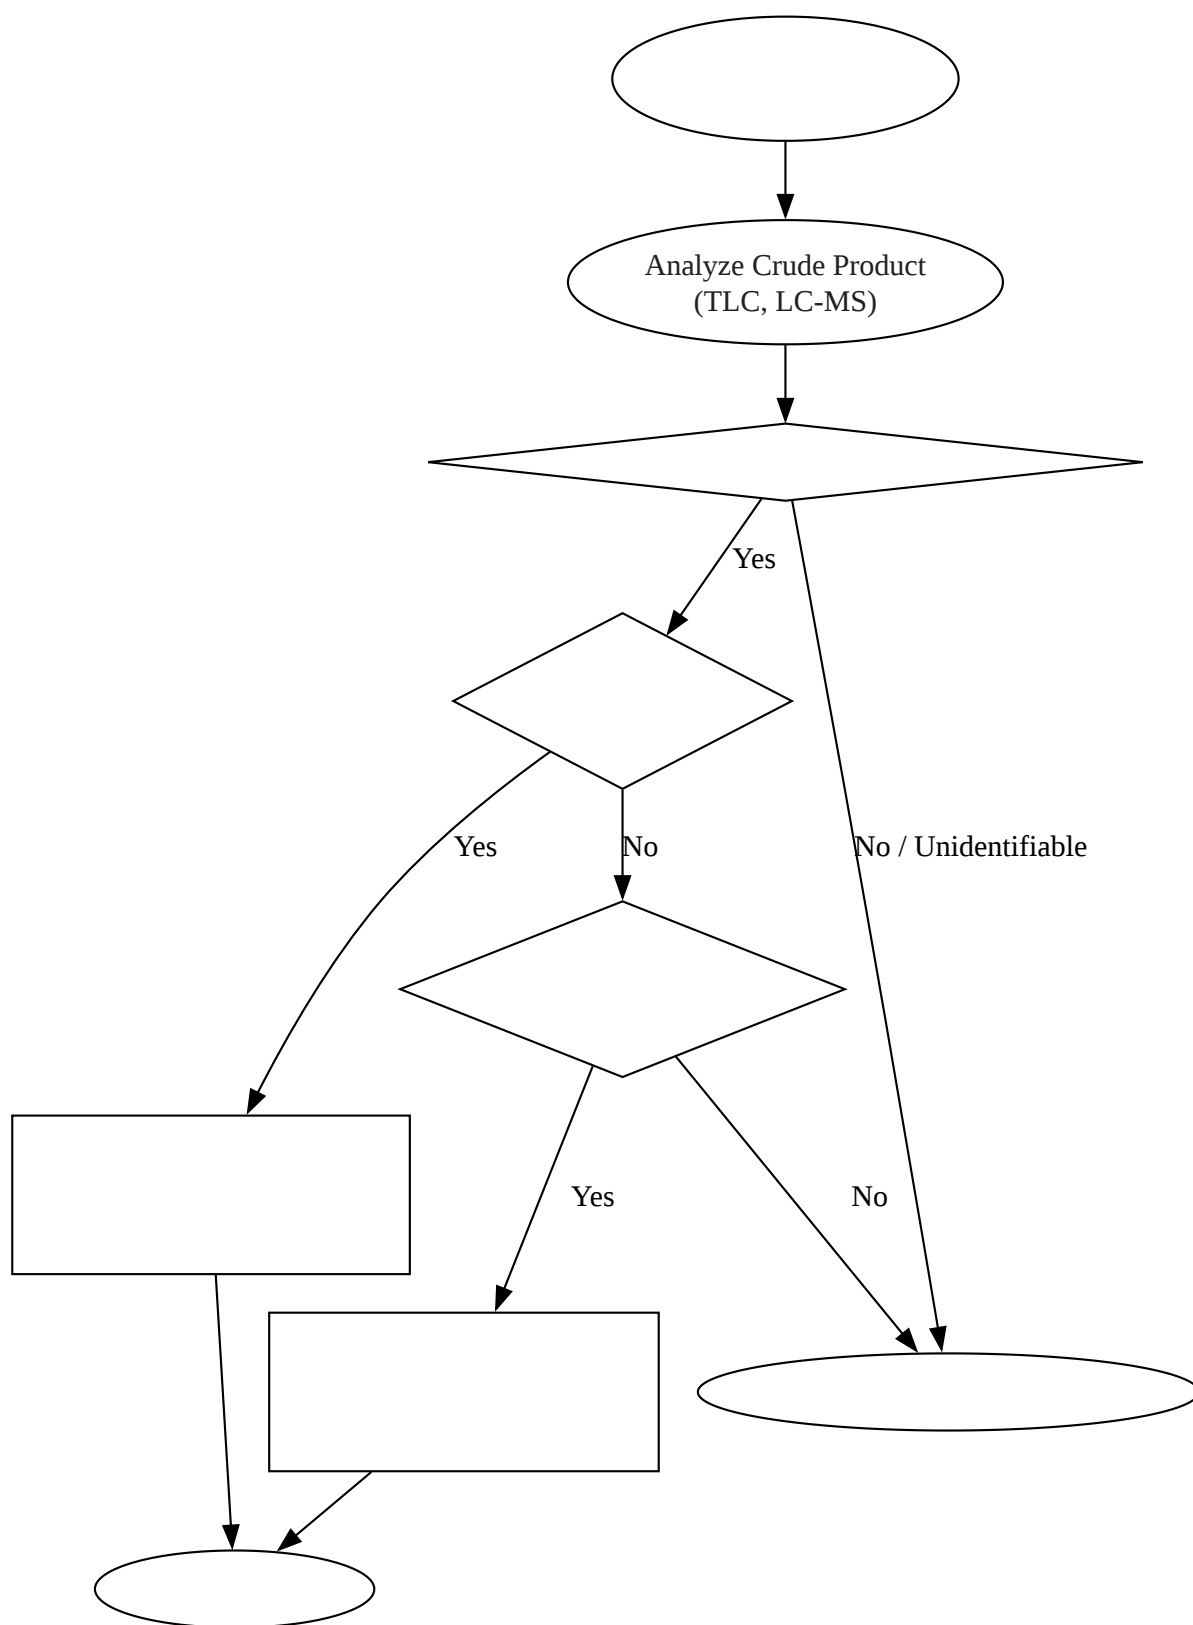 Analyze Crude Product
(TLC, LC-MS)
Yes
Yes
No
No / Unidentifiable
Yes
No